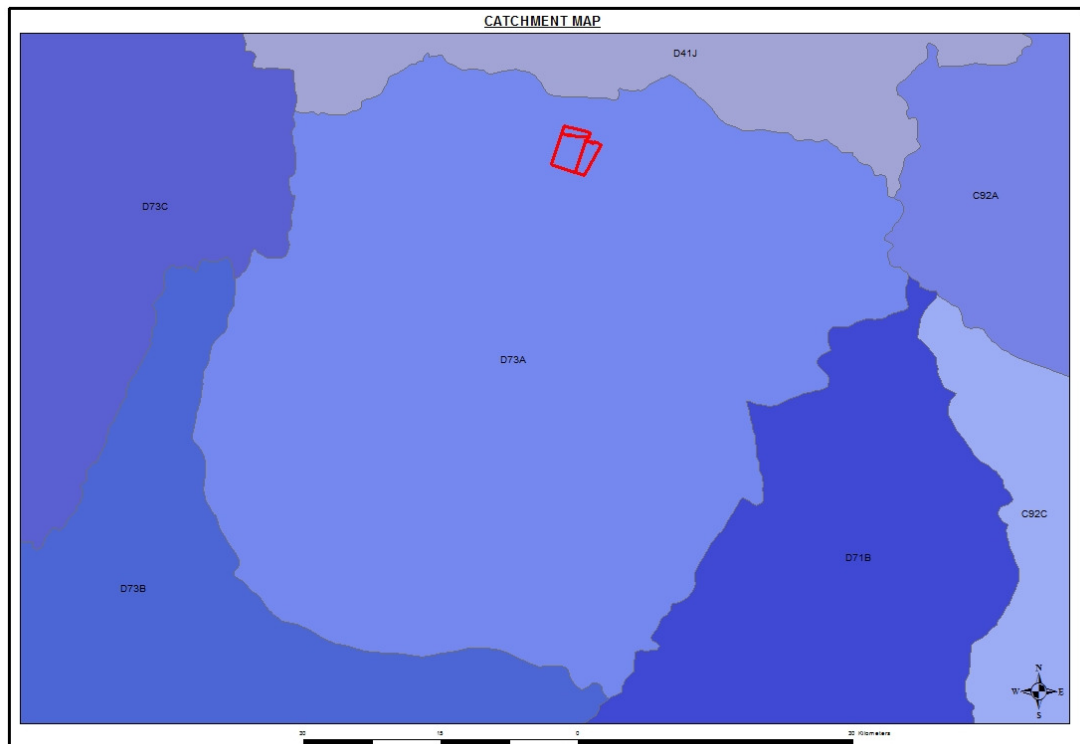 CATCHMENT MAP
D41J
C92A
D73C
D73A
C92C
D71B
D73B
N
W E
S
30 15 0 30 Kilometers